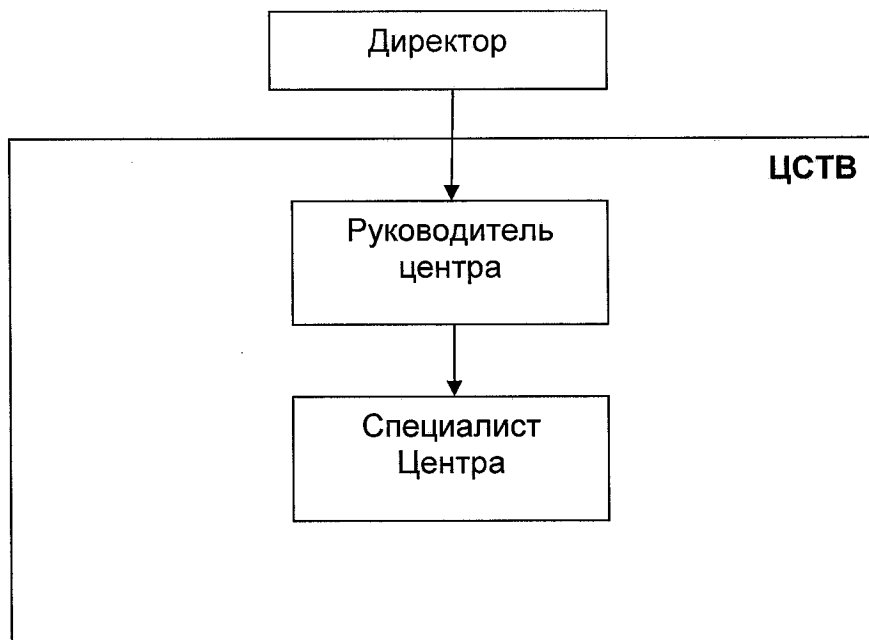 Директор
ЦСТВ
Руководитель
центра
Специалист
Центра